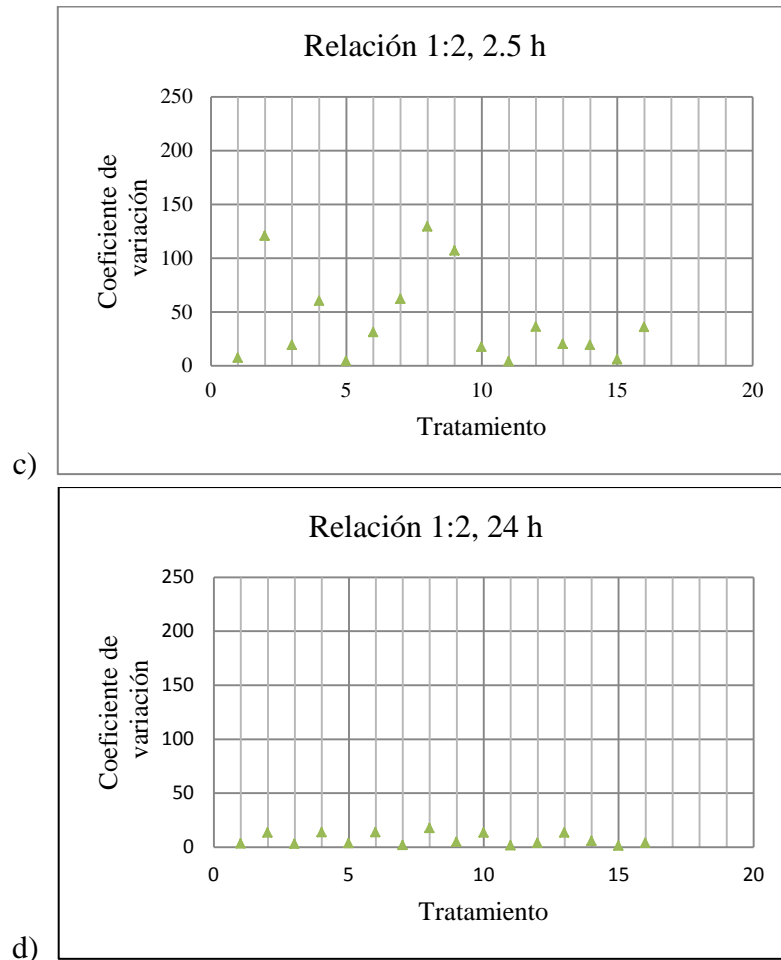 Relación 1:2, 2.5 h
250
200
150
100
50
0
Coeficiente de
variación
0 5 10 15 20
Tratamiento
c)
Relación 1:2, 24 h
250
200
150
100
50
0
Coeficiente de
variación
0 5 10 15 20
Tratamiento
d)